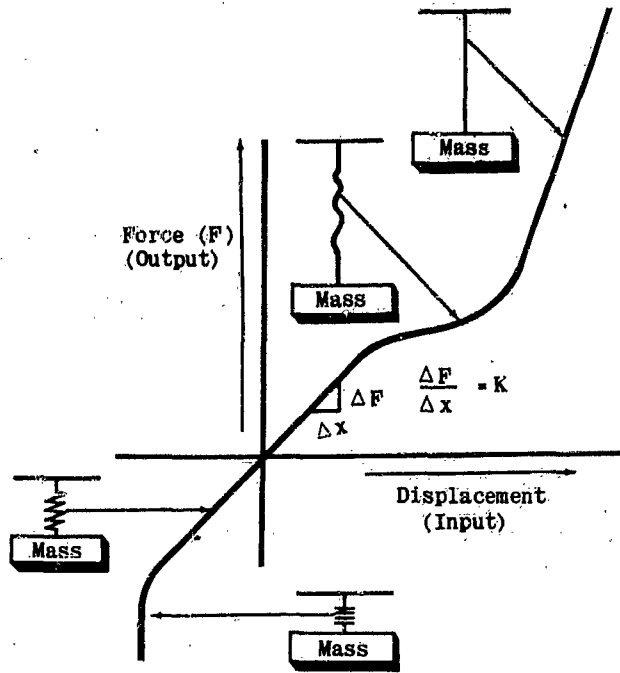 Mass
Force (F)
(Output)
Mass
ΔF
ΔF
Δx
= K
Δx
Displacement
(Input)
Mass
Mass